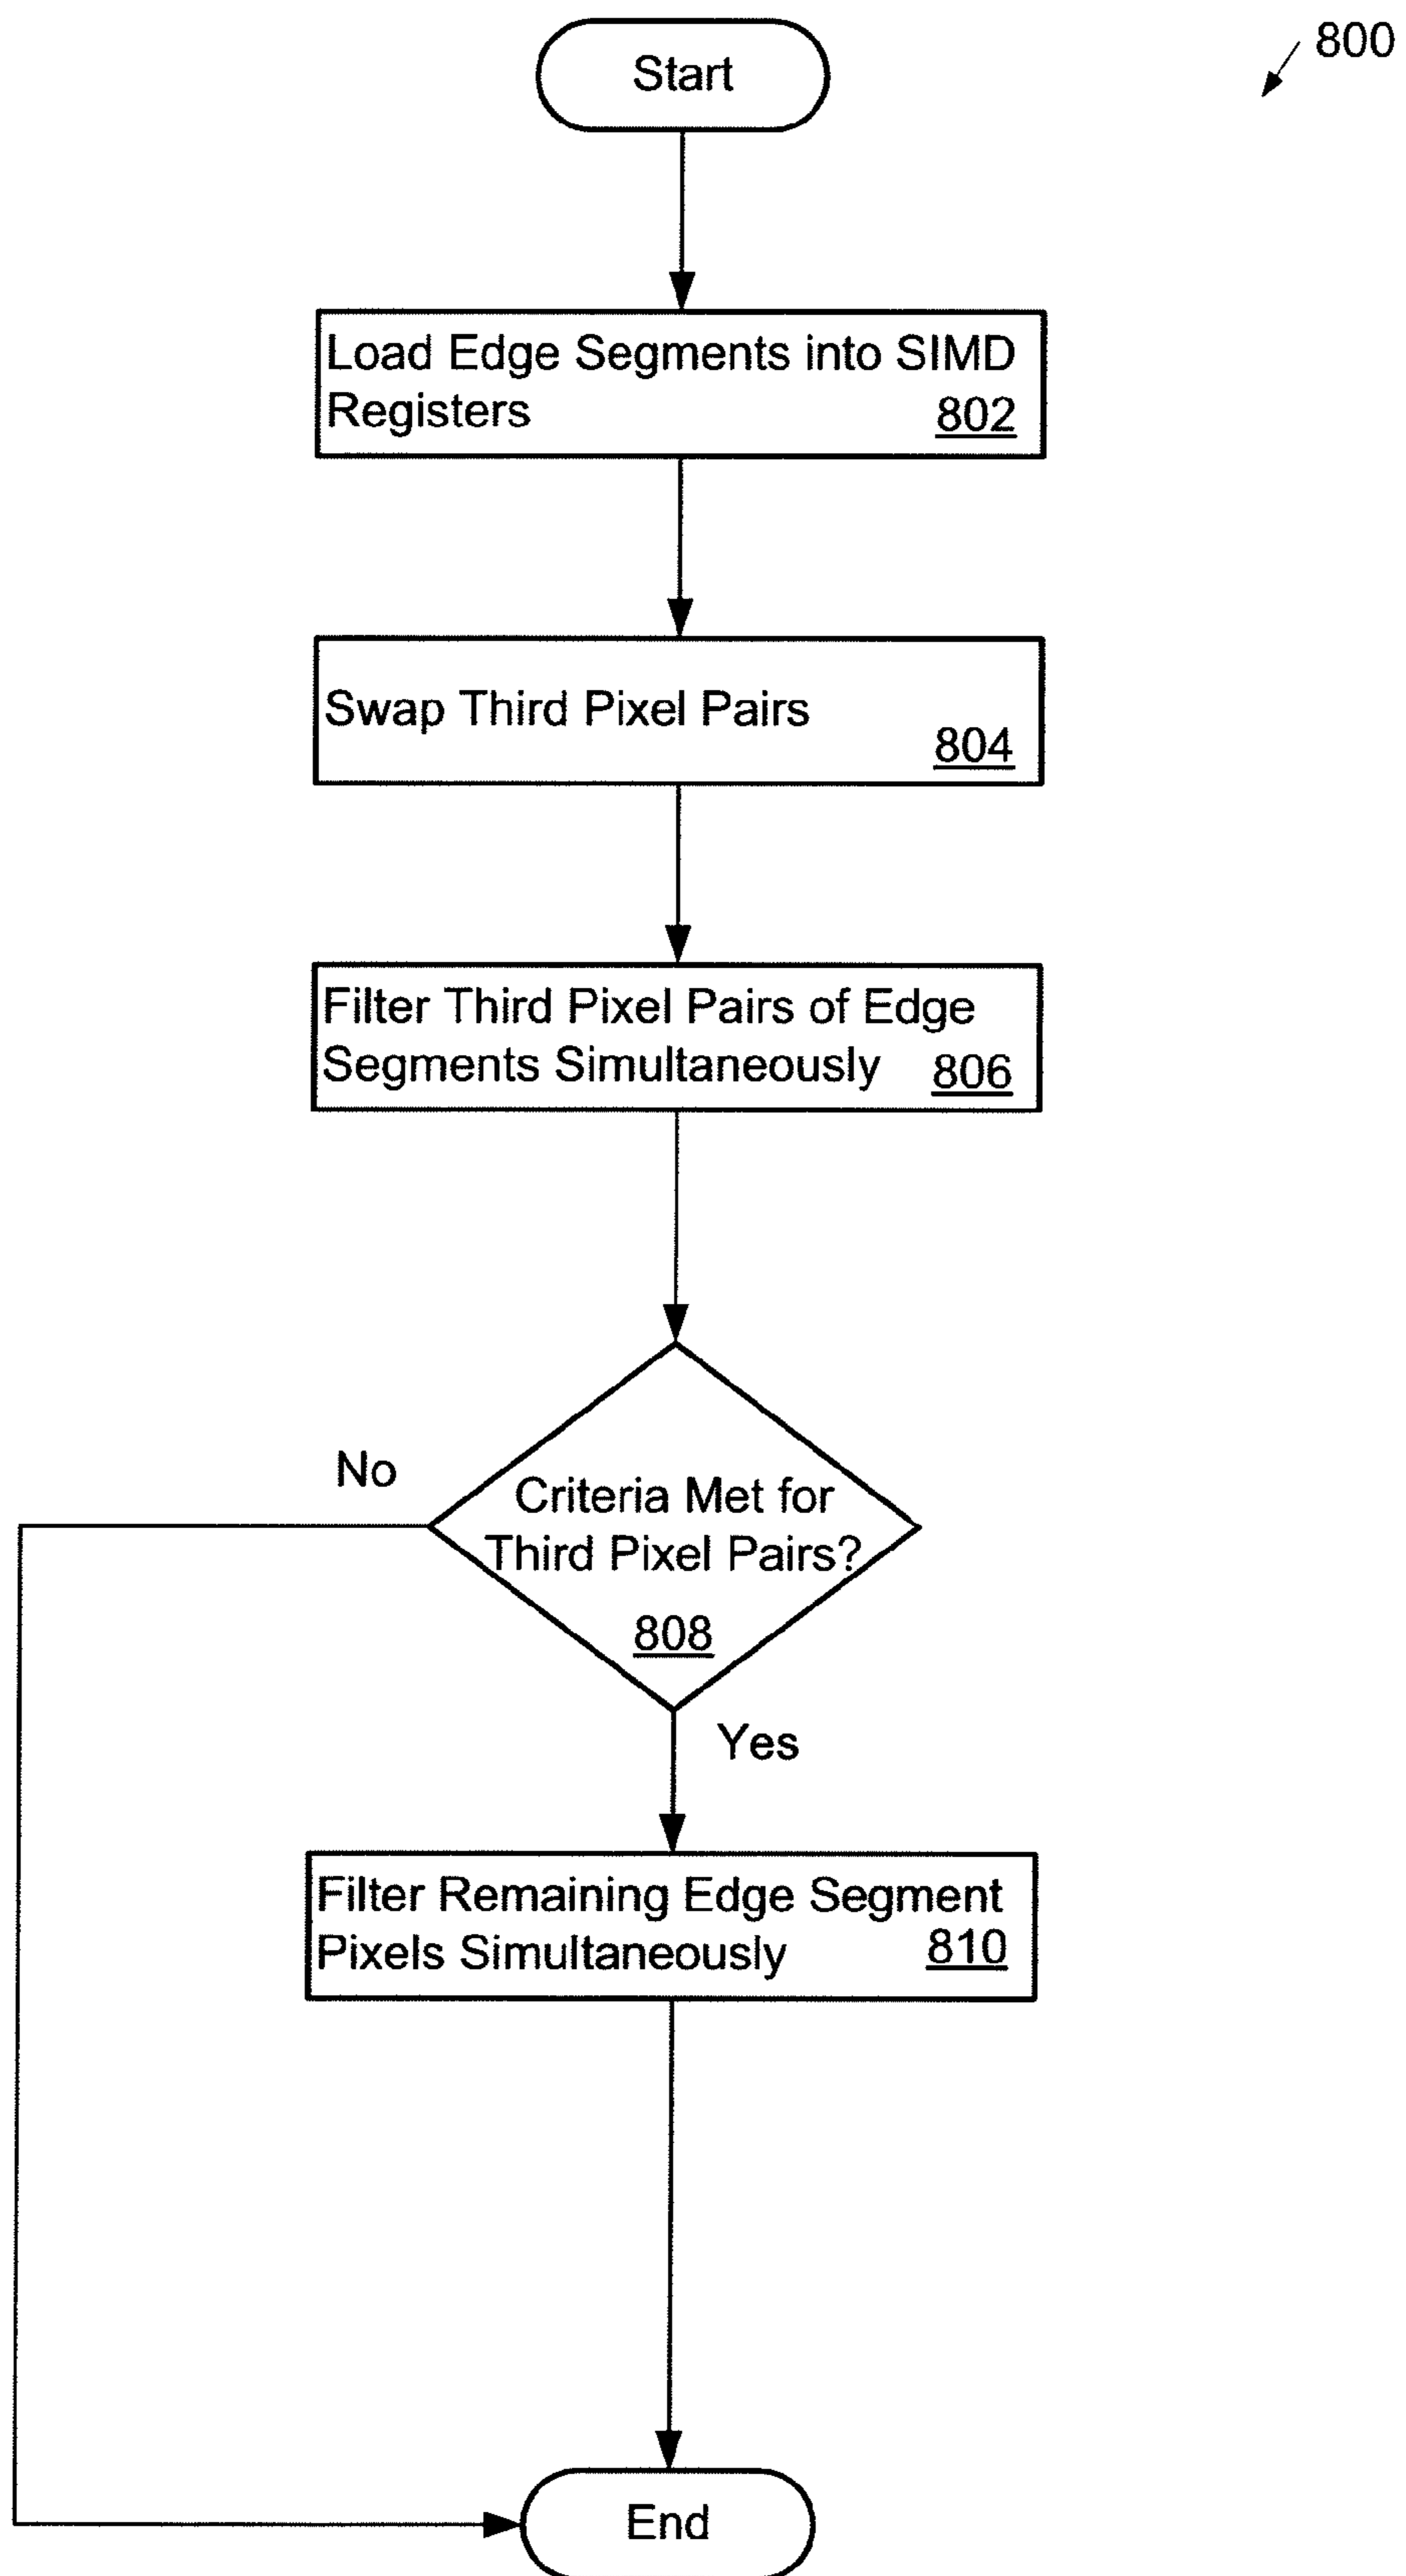 800
Start
Load Edge Segments into SIMD
Registers 802
Swap Third Pixel Pairs
804
Filter Third Pixel Pairs of Edge
Segments Simultaneously 806
No
Criteria Met for
Third Pixel Pairs?
808
Yes
Filter Remaining Edge Segment
Pixels Simultaneously 810
End